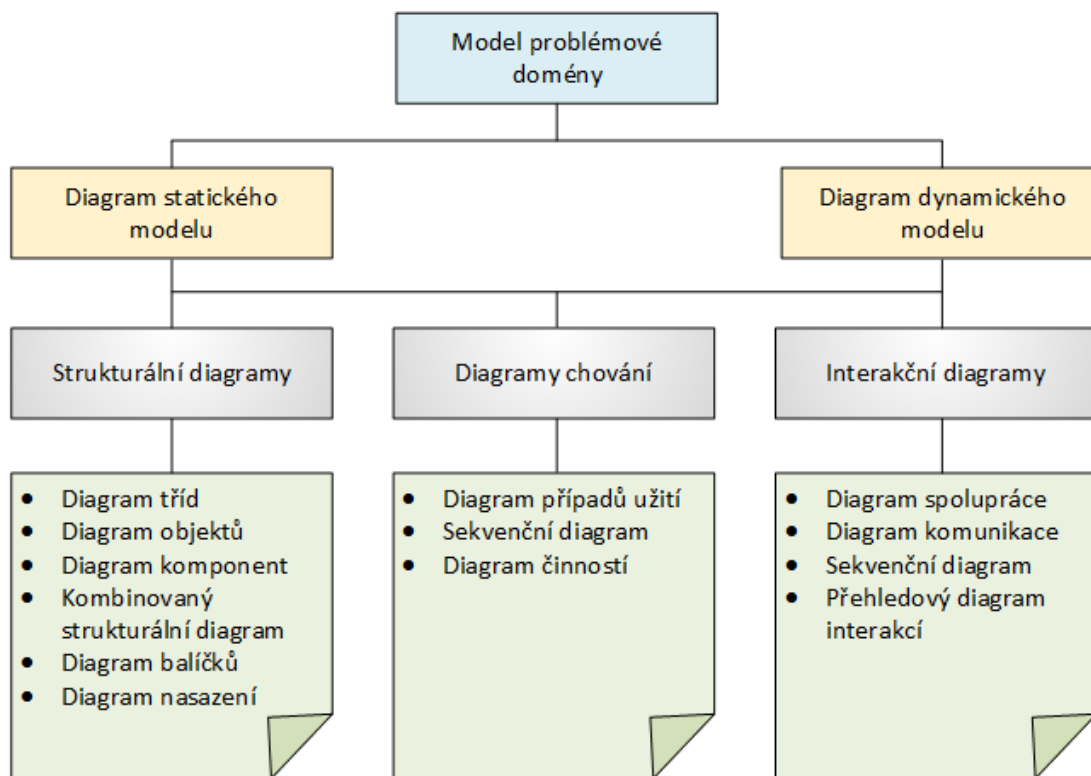 Model problémové
domény
Diagram statického
modelu
Diagram dynamického
modelu
Strukturální diagramy
Diagramy chování
Interakční diagramy
• Diagram tříd
• Diagram objektů
• Diagram komponent
• Kombinovaný
strukturální diagram
• Diagram balíčků
• Diagram nasazení
• Diagram případů užití
• Sekvenční diagram
• Diagram činností
• Diagram spolupráce
• Diagram komunikace
• Sekvenční diagram
• Přehledový diagram
interakcí